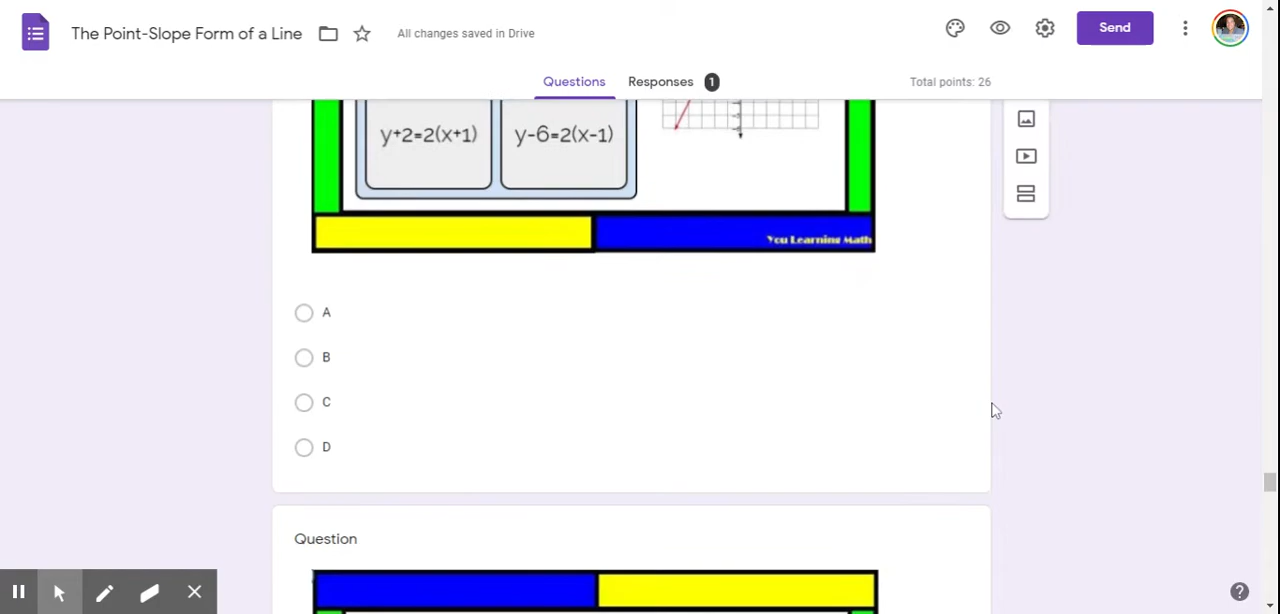 The Point-Slope Form of a Line
All changes saved in Drive
Send
Questions
Responses 1
Total points: 26
y+2=2(x+1)
y-6=2(x-1)
You Learning Math
A
B
C
D
Question